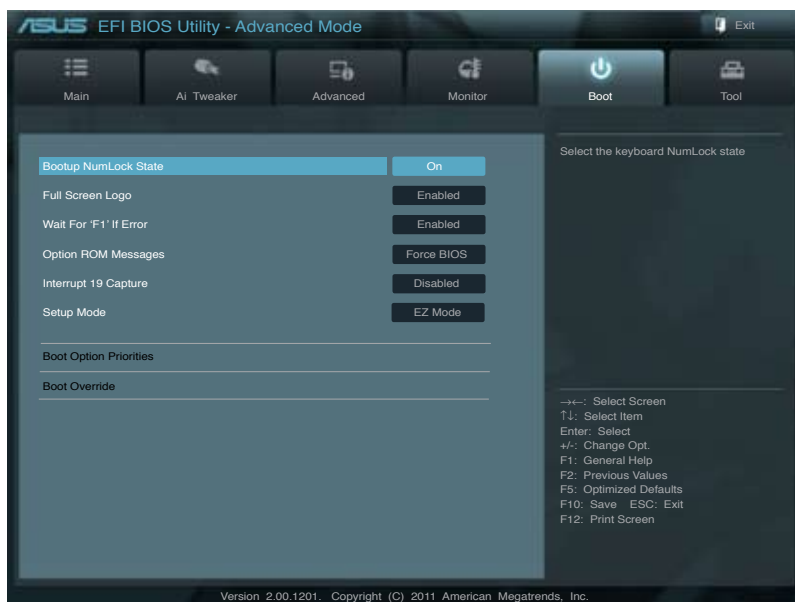 ASUS EFI BIOS Utility - Advanced Mode
Exit
Main Ai Tweaker Advanced Monitor Boot Tool
Bootup NumLock State On
Full Screen Logo Enabled
Wait For ‘F1’ If Error Enabled
Option ROM Messages Force BIOS
Interrupt 19 Capture Disabled
Setup Mode EZ Mode
Boot Option Priorities
Boot Override
Select the keyboard NumLock state
→←: Select Screen
↑↓: Select Item
Enter: Select
+/-: Change Opt.
F1: General Help
F2: Previous Values
F5: Optimized Defaults
F10: Save ESC: Exit
F12: Print Screen
Version 2.00.1201. Copyright (C) 2011 American Megatrends, Inc.